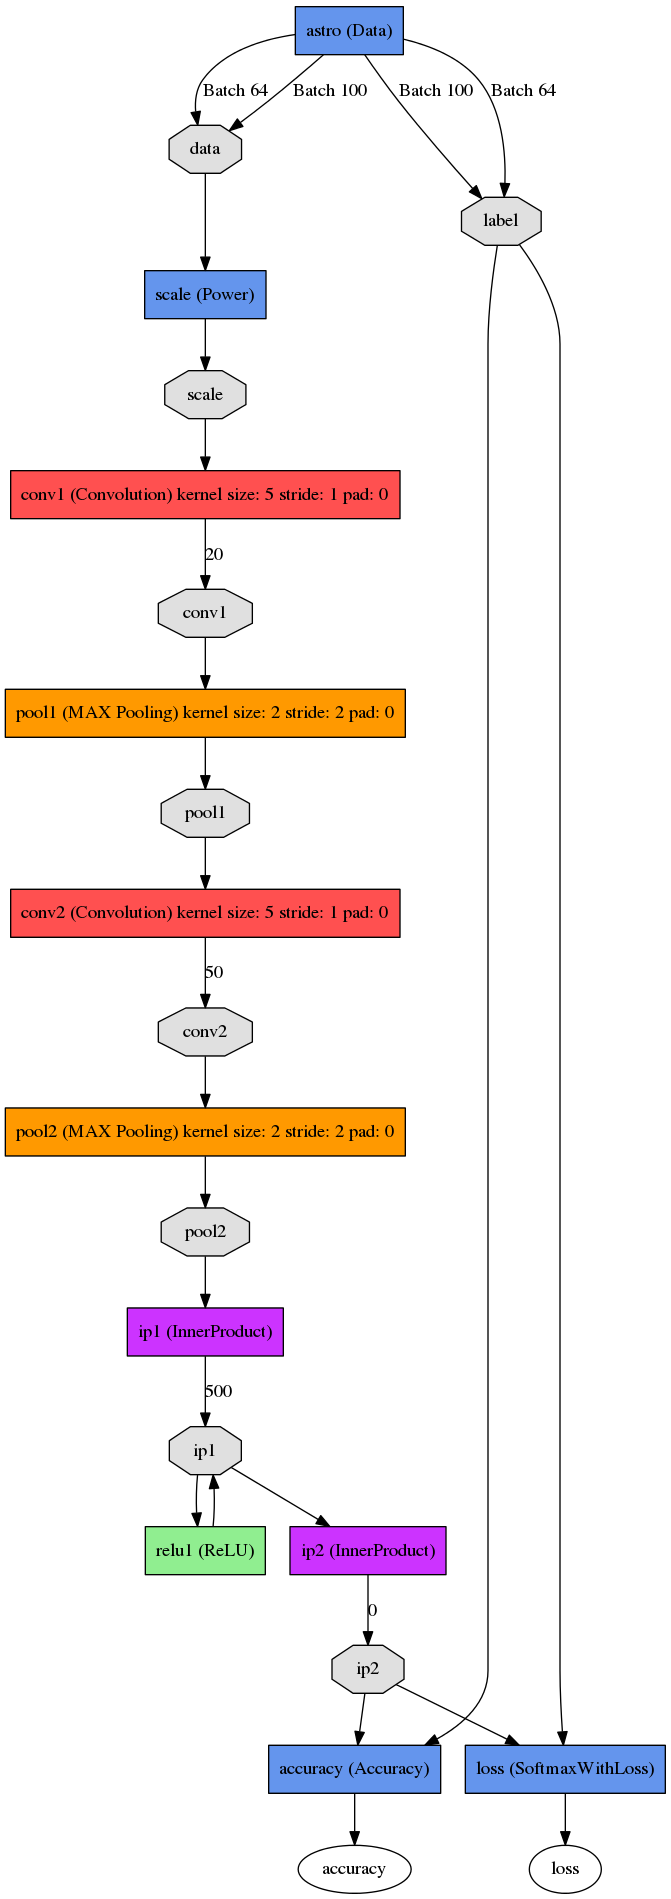 astro (Data)
Batch 64
Batch 100
Batch 100
Batch 64
data
label
scale (Power)
scale
conv1 (Convolution) kernel size: 5 stride: 1 pad: 0
20
conv1
pool1 (MAX Pooling) kernel size: 2 stride: 2 pad: 0
pool1
conv2 (Convolution) kernel size: 5 stride: 1 pad: 0
50
conv2
pool2 (MAX Pooling) kernel size: 2 stride: 2 pad: 0
pool2
ip1 (InnerProduct)
500
ip1
relu1 (ReLU)
ip2 (InnerProduct)
0
ip2
accuracy (Accuracy)
loss (SoftmaxWithLoss)
accuracy
loss